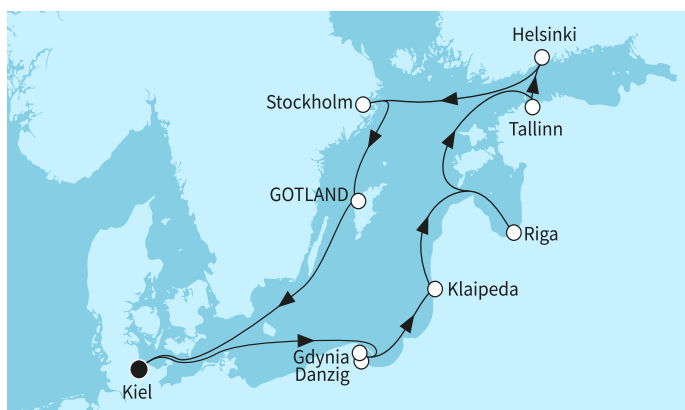 Helsinki
Stockholm
Tallinn
GOTLAND
Riga
Klaipeda
Gdynia
Danzig
Kiel